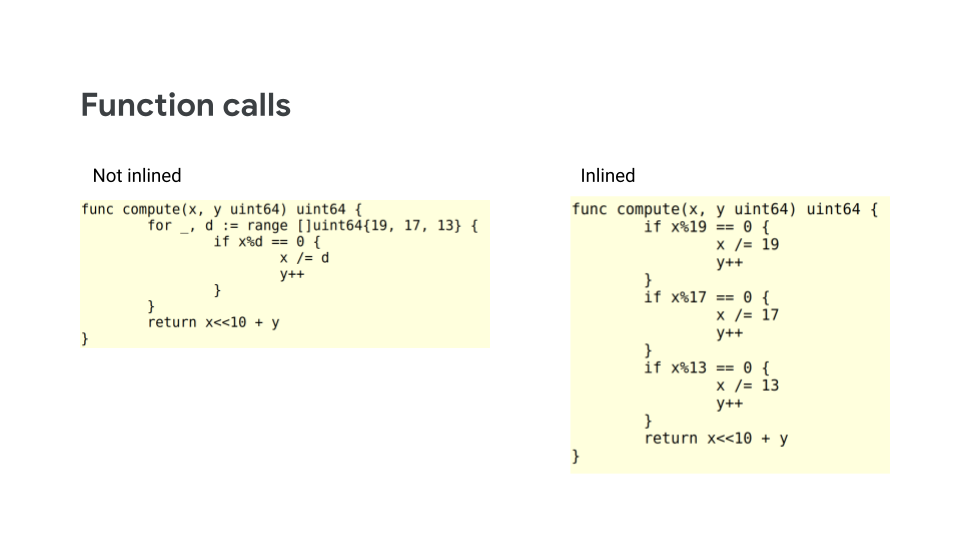 Function calls
Not inlined
func compute(x, y uint64) uint64 {
        for _, d := range []uint64{19, 17, 13} {
                if x%d == 0 {
                        x /= d
                        y++
                }
        }
        return x<<10 + y
}
Inlined
func compute(x, y uint64) uint64 {
        if x%19 == 0 {
                x /= 19
                y++
        }
        if x%17 == 0 {
                x /= 17
                y++
        }
        if x%13 == 0 {
                x /= 13
                y++
        }
        return x<<10 + y
}